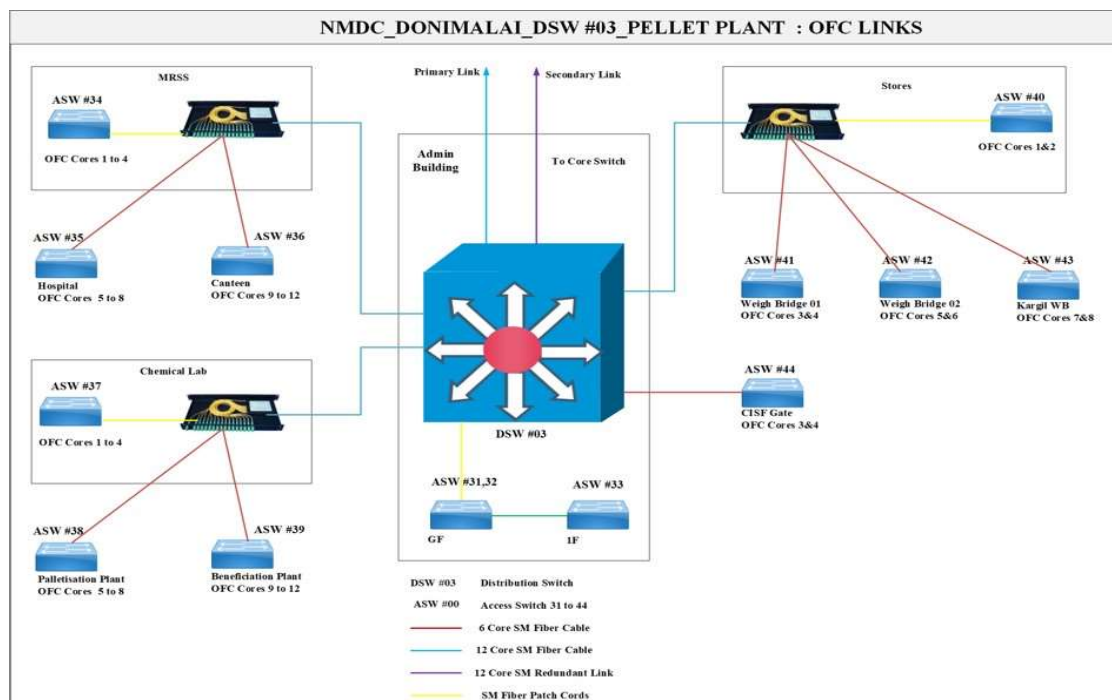 NMDC_DONIMALAI_DSW #03_PELLET PLANT : OFC LINKS
MRSS
ASW #34
OFC Cores 1 to 4
ASW #35
Hospital
OFC Cores 5 to 8
ASW #36
Canteen
OFC Cores 9 to 12
Chemical Lab
ASW #37
OFC Cores 1 to 4
ASW #38
Palletisation Plant
OFC Cores 5 to 8
ASW #39
Beneficiation Plant
OFC Cores 9 to 12
Primary Link
Secondary Link
Admin
Building
To Core Switch
DSW #03
ASW #31,32
GF
ASW #33
1F
Stores
ASW #40
OFC Cores 1&2
ASW #41
Weigh Bridge 01
OFC Cores 3&4
ASW #42
Weigh Bridge 02
OFC Cores 5&6
ASW #43
Kargil WB
OFC Cores 7&8
ASW #44
CISF Gate
OFC Cores 3&4
DSW #03 Distribution Switch
ASW #00 Access Switch 31 to 44
6 Core SM Fiber Cable
12 Core SM Fiber Cable
12 Core SM Redundant Link
SM Fiber Patch Cords